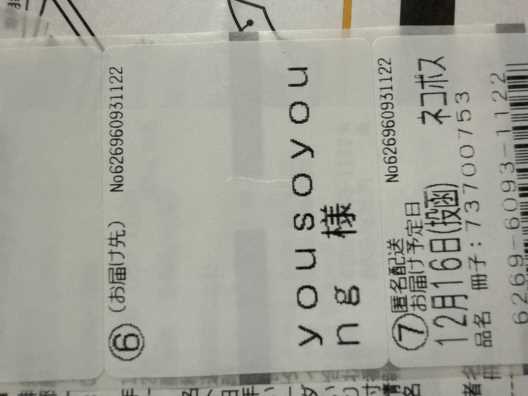 ⑥ (お届け先) No626960931122
yousoyou
ng 様
⑦ 匿名配送 No626960931122
お届け予定日
12月16日(投函) ネコポス
品名 冊子:73700753
6269-6093-1122